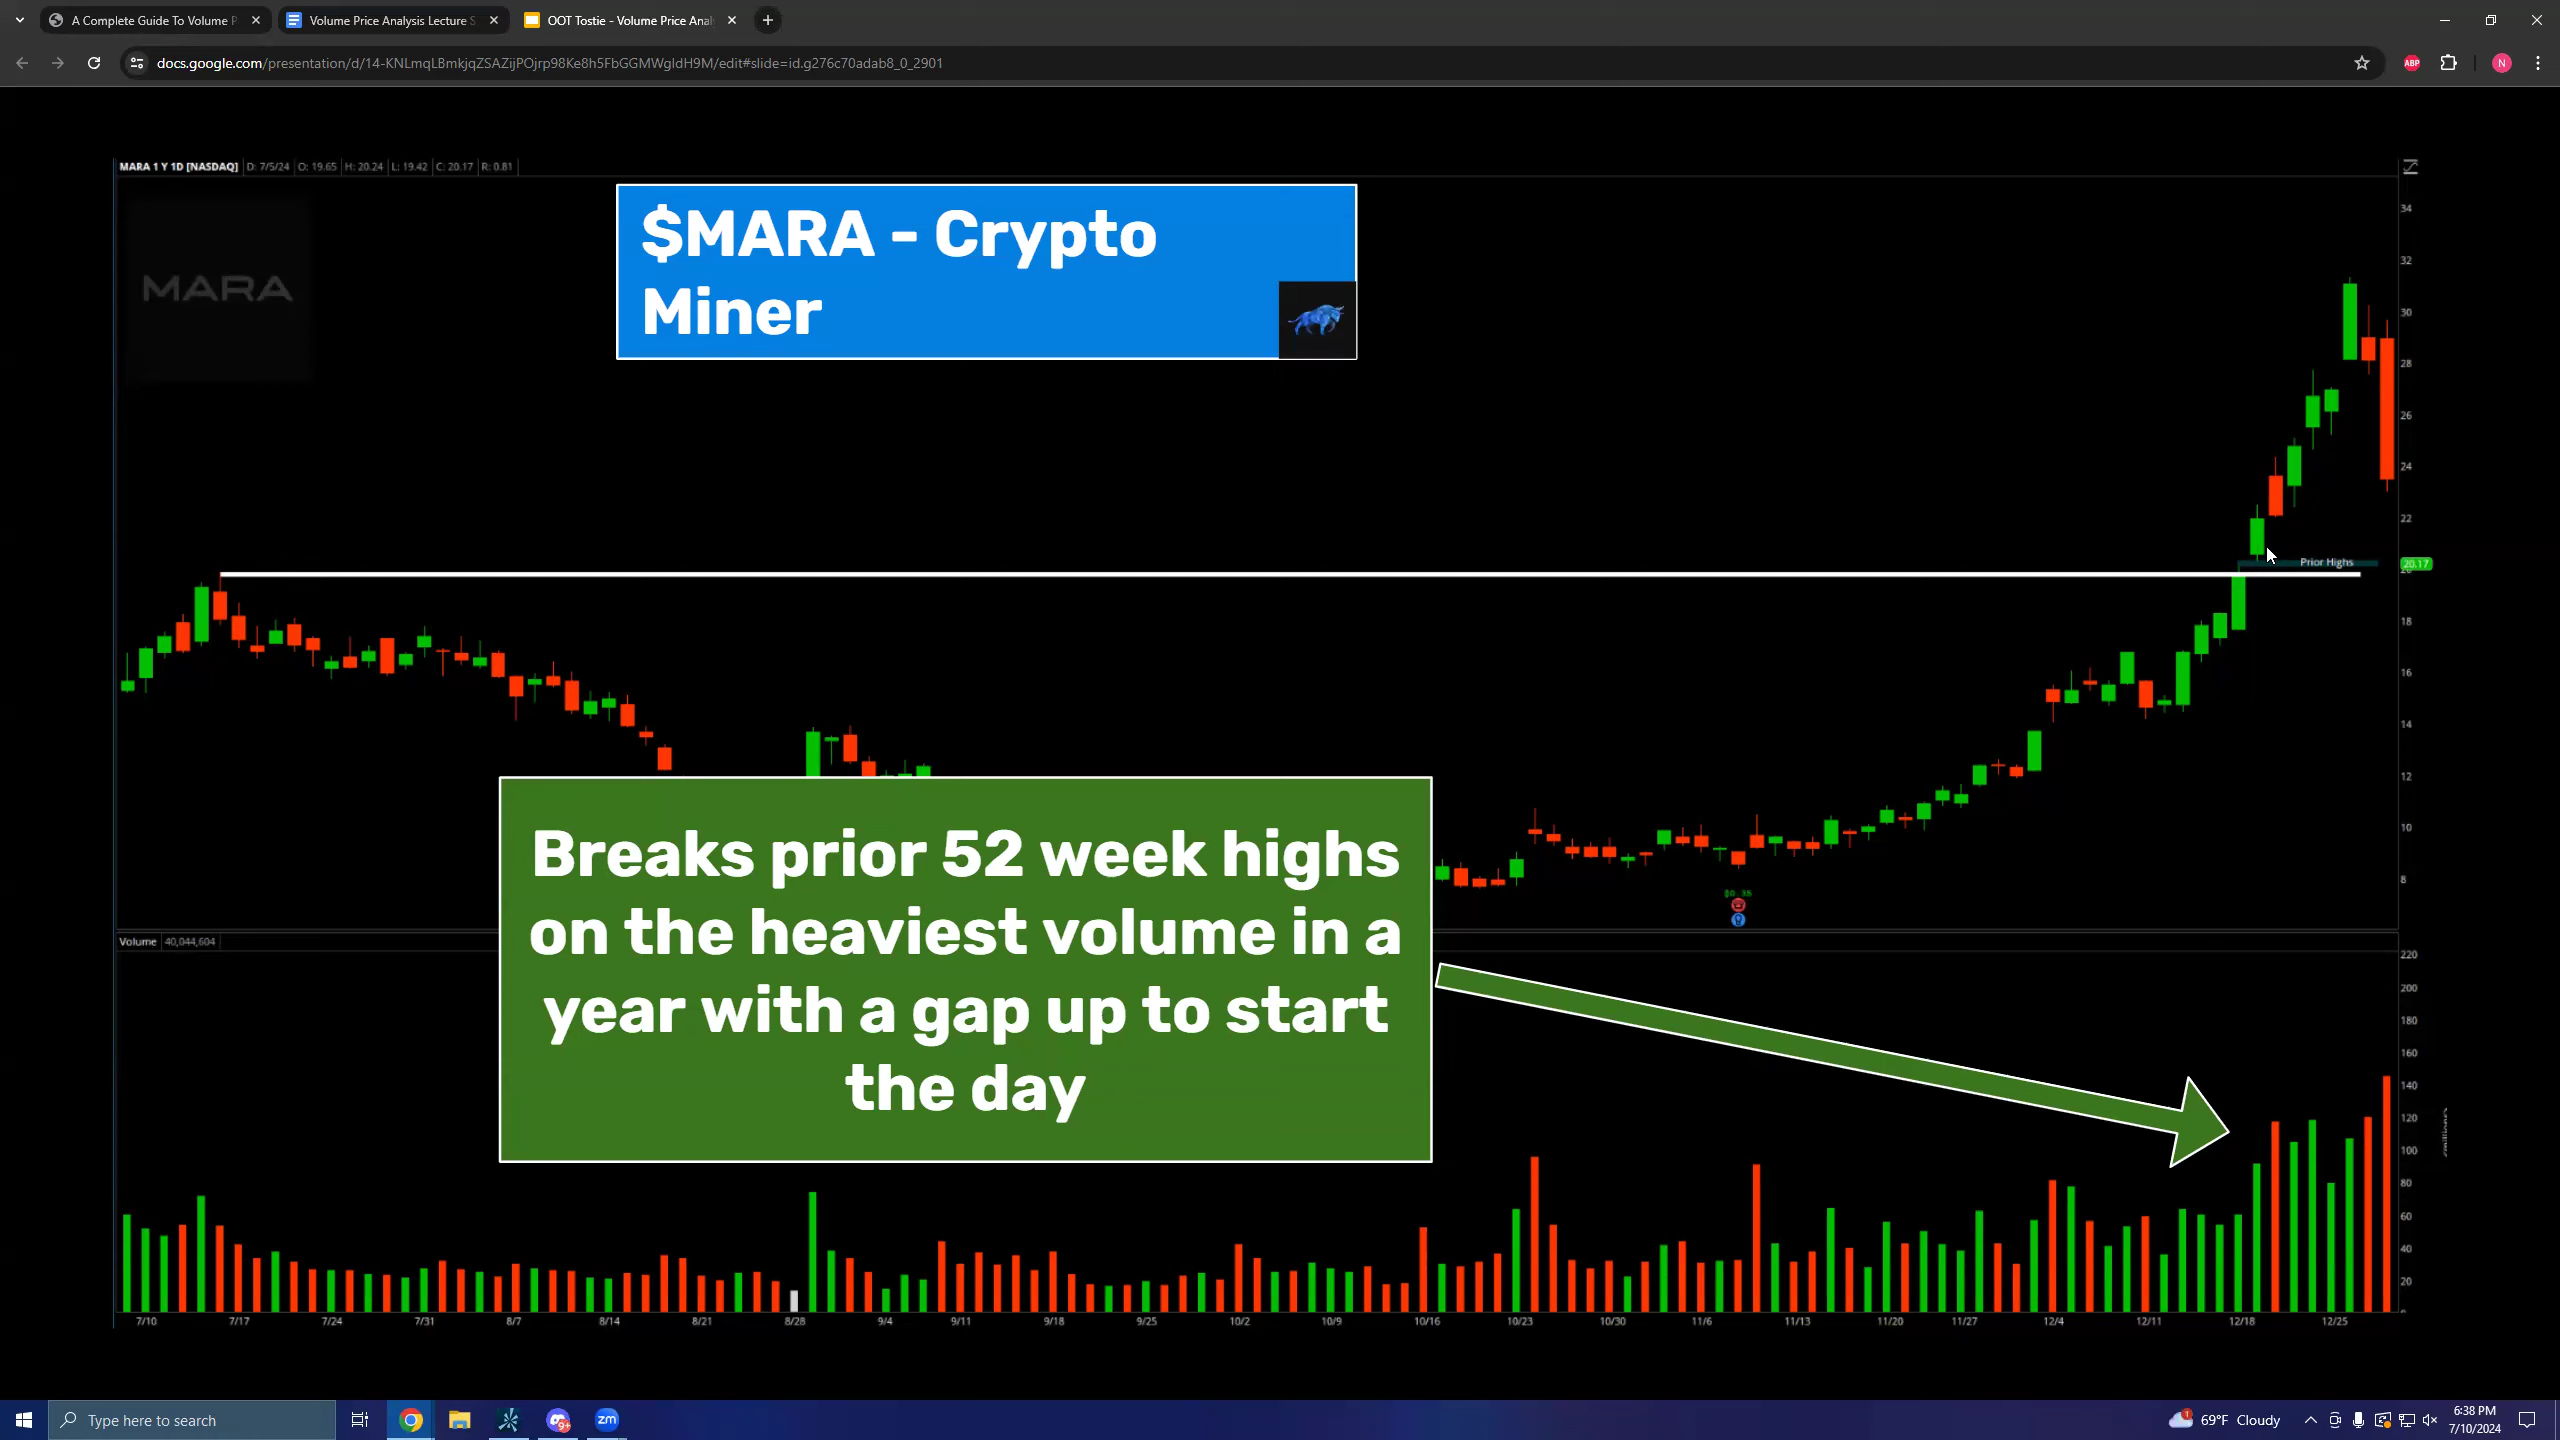 A Complete Guide To Volume P
Volume Price Analysis Lecture S
OOT Tostie - Volume Price Anal
docs.google.com/presentation/d/14-KNLmqLBmkjqZSAZijPOjrp98Ke8h5FbGGMWgldH9M/edit#slide=id.g276c70adab8_0_2901
ABP
N
MARA 1 Y 1D [NASDAQ] D: 7/5/24 O: 19.65 H: 20.24 L: 19.42 C: 20.17 R: 0.81
MARA
$MARA - Crypto
Miner
34
32
30
28
26
24
22
Prior Highs
20.17
18
16
14
12
10
8
$0.35
Breaks prior 52 week highs
on the heaviest volume in a
year with a gap up to start
the day
Volume 40,044,604
220
200
180
160
140
120
100
80
60
40
20
7/10 7/17 7/24 7/31 8/7 8/14 8/21 8/28 9/4 9/11 9/18 9/25 10/2 10/9 10/16 10/23 10/30 11/6 11/13 11/20 11/27 12/4 12/11 12/18 12/25
Type here to search
9+
zm
1
69°F Cloudy
6:38 PM
7/10/2024